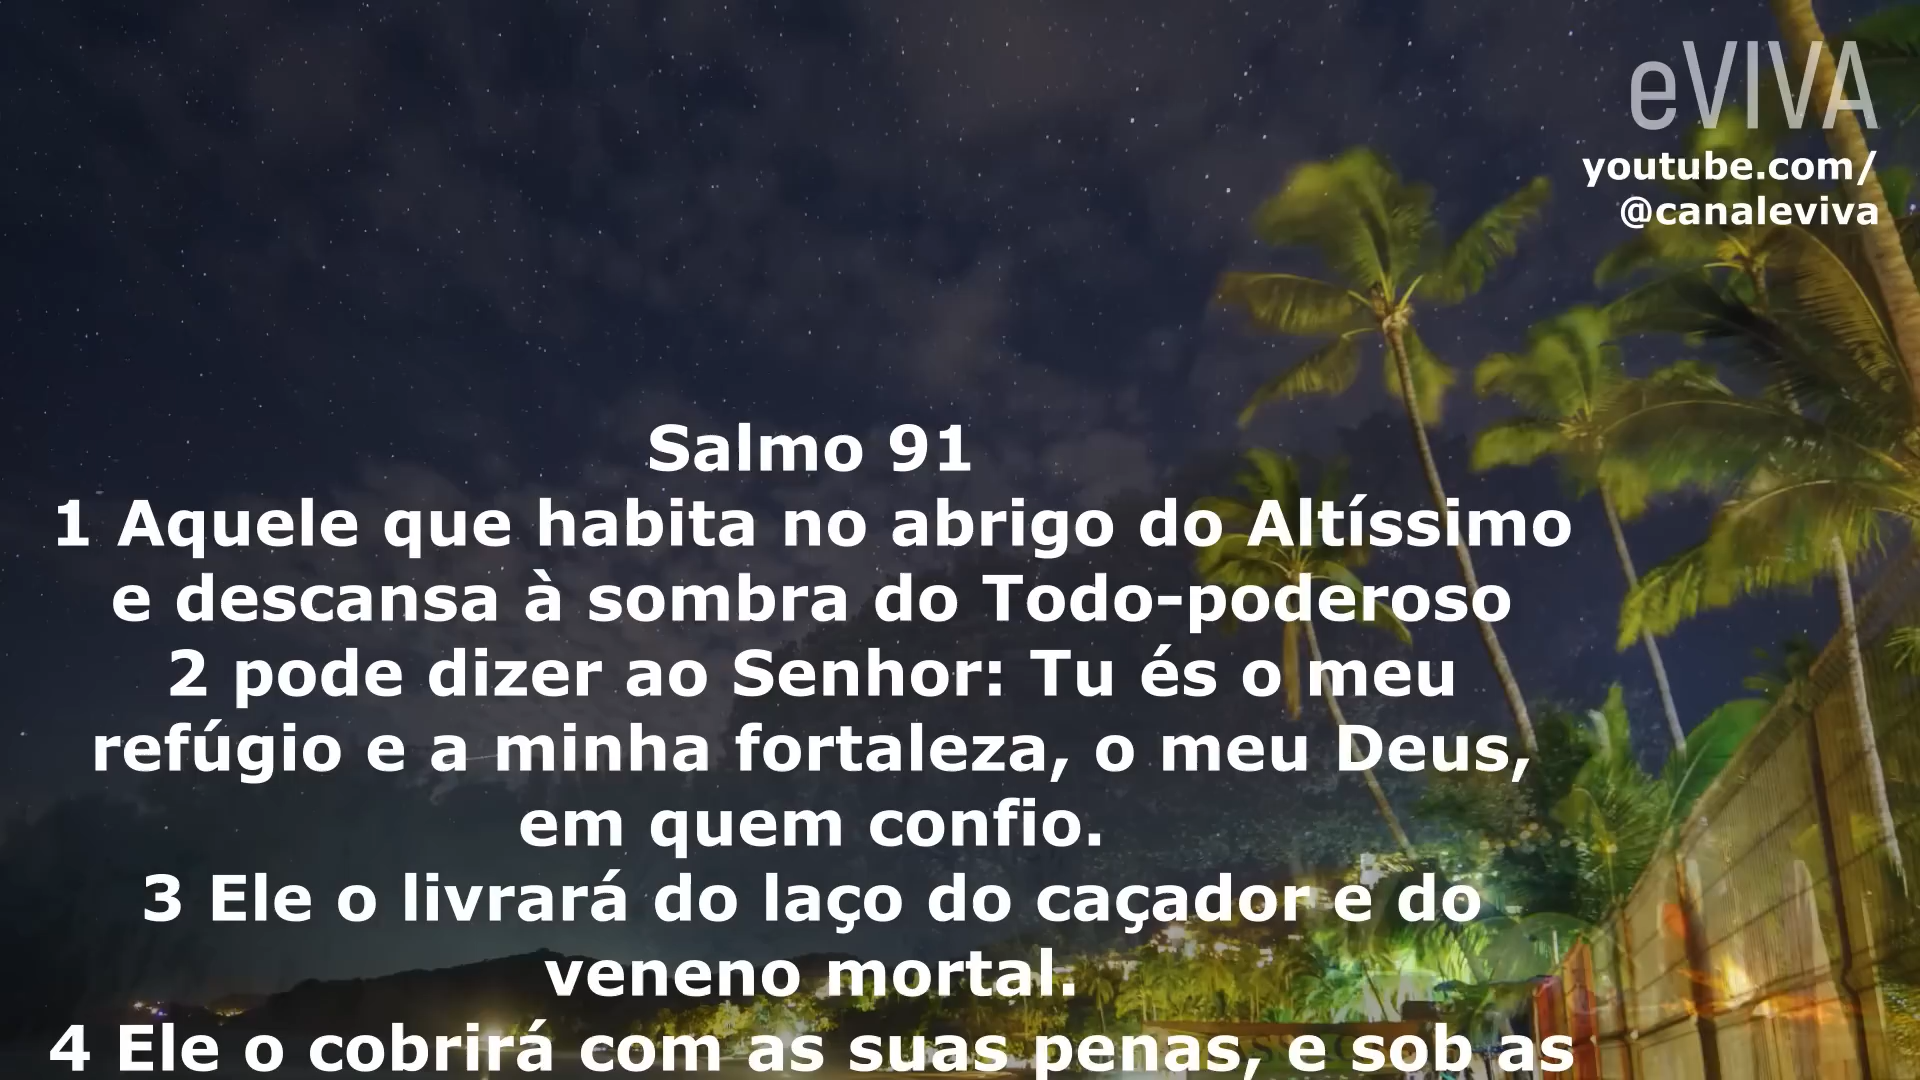 eVIVA
youtube.com/
@canaleviva
Salmo 91
1 Aquele que habita no abrigo do Altíssimo
e descansa à sombra do Todo-poderoso
2 pode dizer ao Senhor: Tu és o meu
refúgio e a minha fortaleza, o meu Deus,
em quem confio.
3 Ele o livrará do laço do caçador e do
veneno mortal.
4 Ele o cobrirá com as suas penas, e sob as